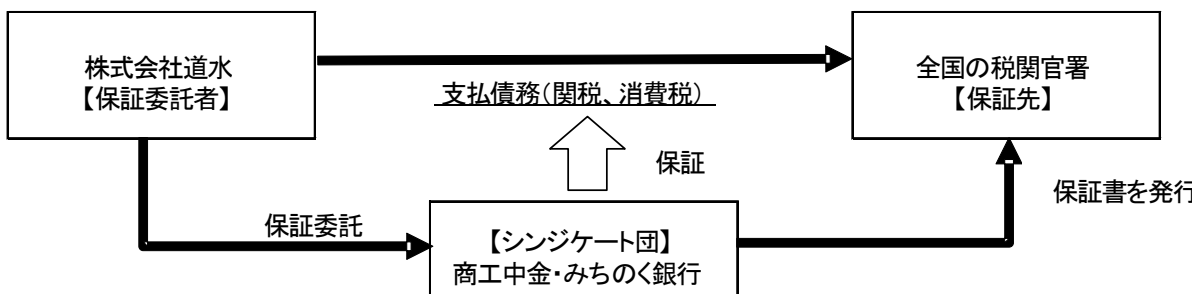 株式会社道水
【保証委託者】
全国の税関官署
【保証先】
支払債務(関税、消費税)
保証
保証書を発行
保証委託
【シンジケート団】
商工中金・みちのく銀行